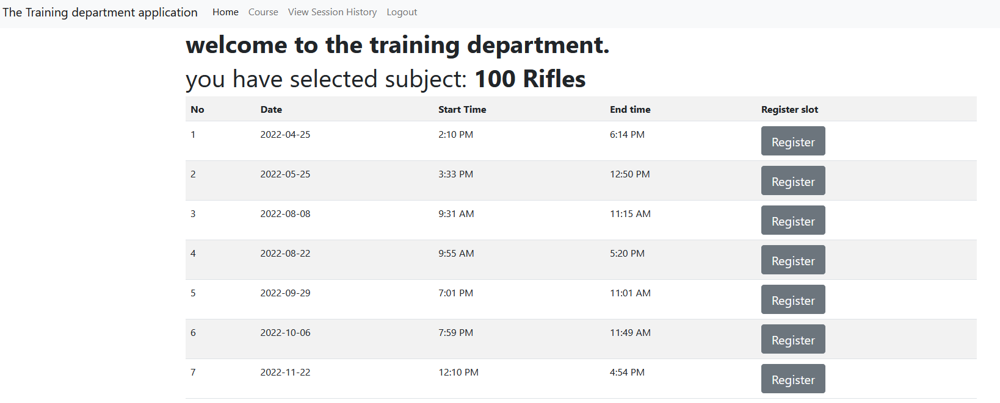 The Training department application Home Course View Session History Logout
welcome to the training department.
you have selected subject: 100 Rifles
No Date Start Time End time Register slot
1 2022-04-25 2:10 PM 6:14 PM Register
2 2022-05-25 3:33 PM 12:50 PM Register
3 2022-08-08 9:31 AM 11:15 AM Register
4 2022-08-22 9:55 AM 5:20 PM Register
5 2022-09-29 7:01 PM 11:01 AM Register
6 2022-10-06 7:59 PM 11:49 AM Register
7 2022-11-22 12:10 PM 4:54 PM Register